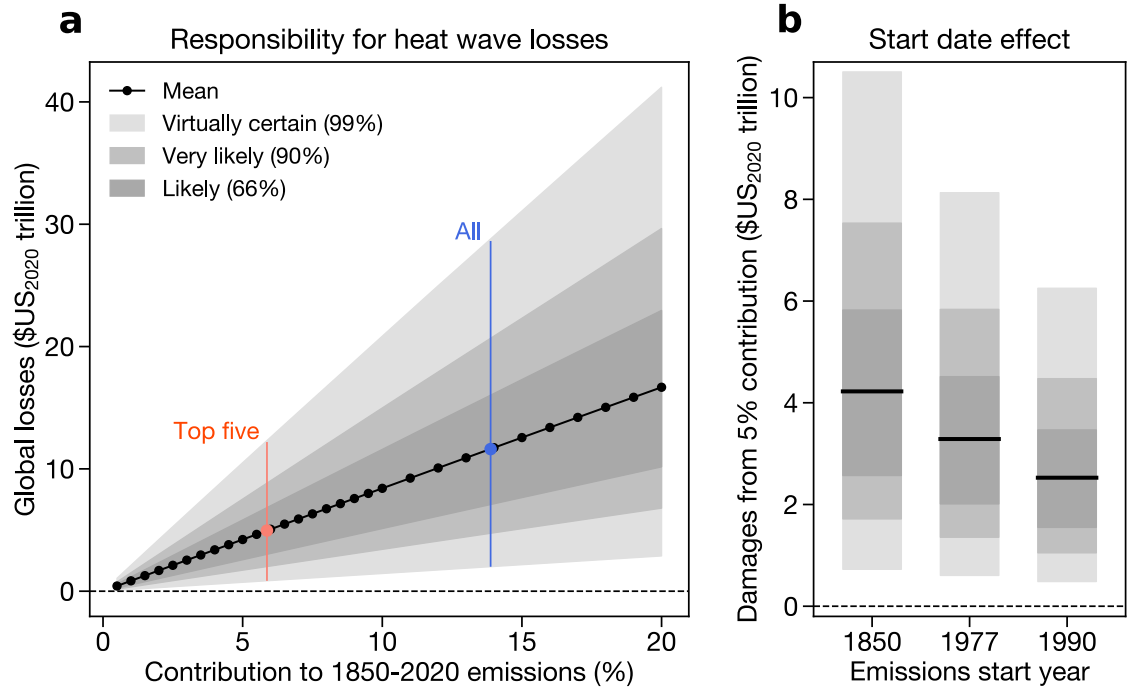 a
Responsibility for heat wave losses
Global losses ($US2020 trillion)
40
30
20
10
0
Mean
Virtually certain (99%)
Very likely (90%)
Likely (66%)
Top five
All
0
5
10
15
20
Contribution to 1850-2020 emissions (%)
b
Start date effect
Damages from 5% contribution ($US2020 trillion)
10
8
6
4
2
0
1850
1977
1990
Emissions start year